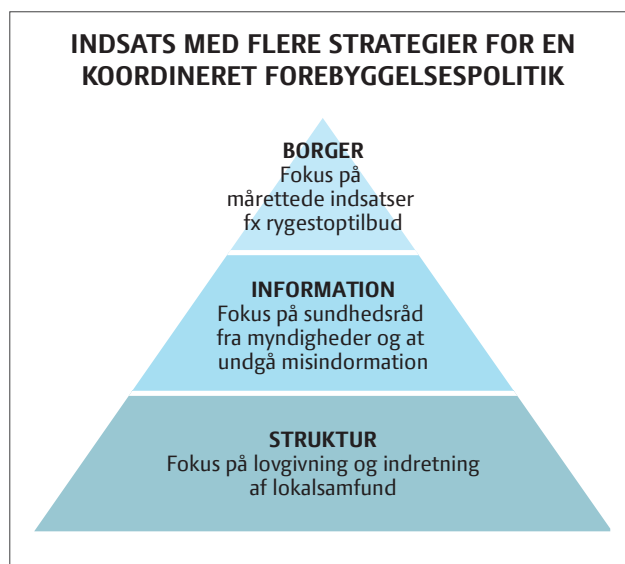 INDSATS MED FLERE STRATEGIER FOR EN
KOORDINERET FOREBYGGELSESPOLITIK
BORGER
Fokus på
mårettede indsatser
fx rygestoptilbud
INFORMATION
Fokus på sundhedsråd
fra myndigheder og at
undgå misindormation
STRUKTUR
Fokus på lovgivning og indretning
af lokalsamfund